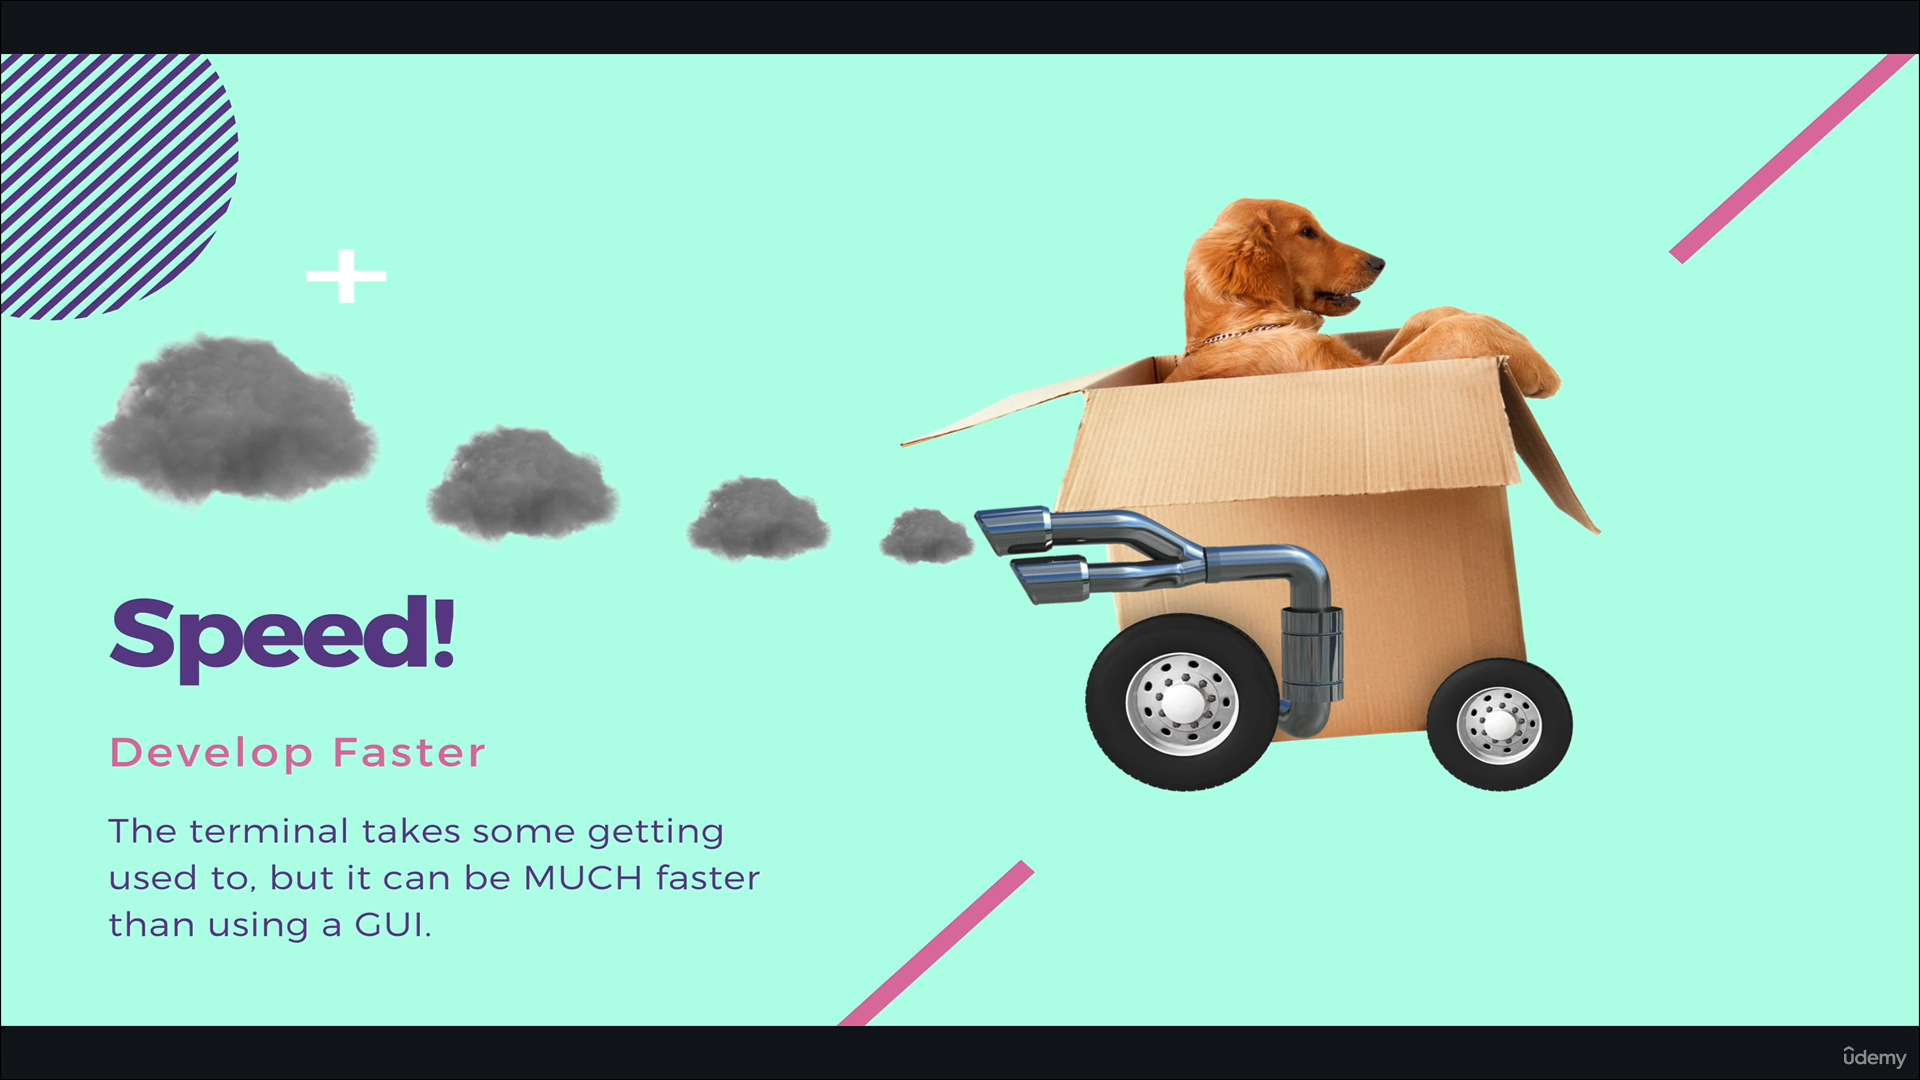 Speed!
Develop Faster
The terminal takes some getting
used to, but it can be MUCH faster
than using a GUI.
ûdemy